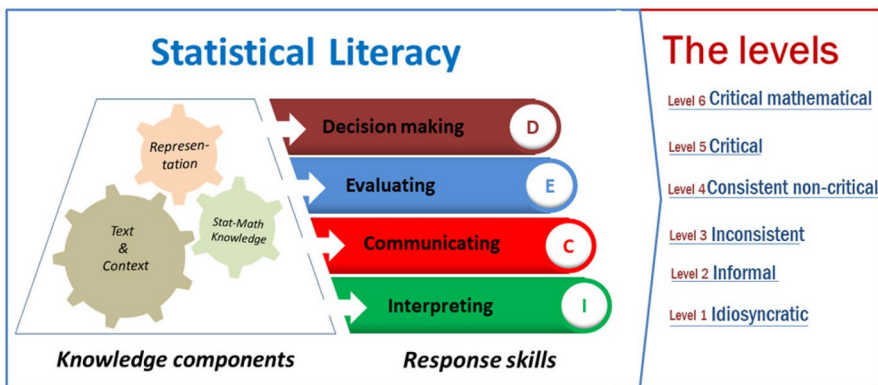 Statistical Literacy
Represen-
tation
Text
&
Context
Stat-Math
Knowledge
Decision making
D
Evaluating
E
Communicating
C
Interpreting
I
Knowledge components
Response skills
The levels
Level 6 Critical mathematical
Level 5 Critical
Level 4 Consistent non-critical
Level 3 Inconsistent
Level 2 Informal
Level 1 Idiosyncratic